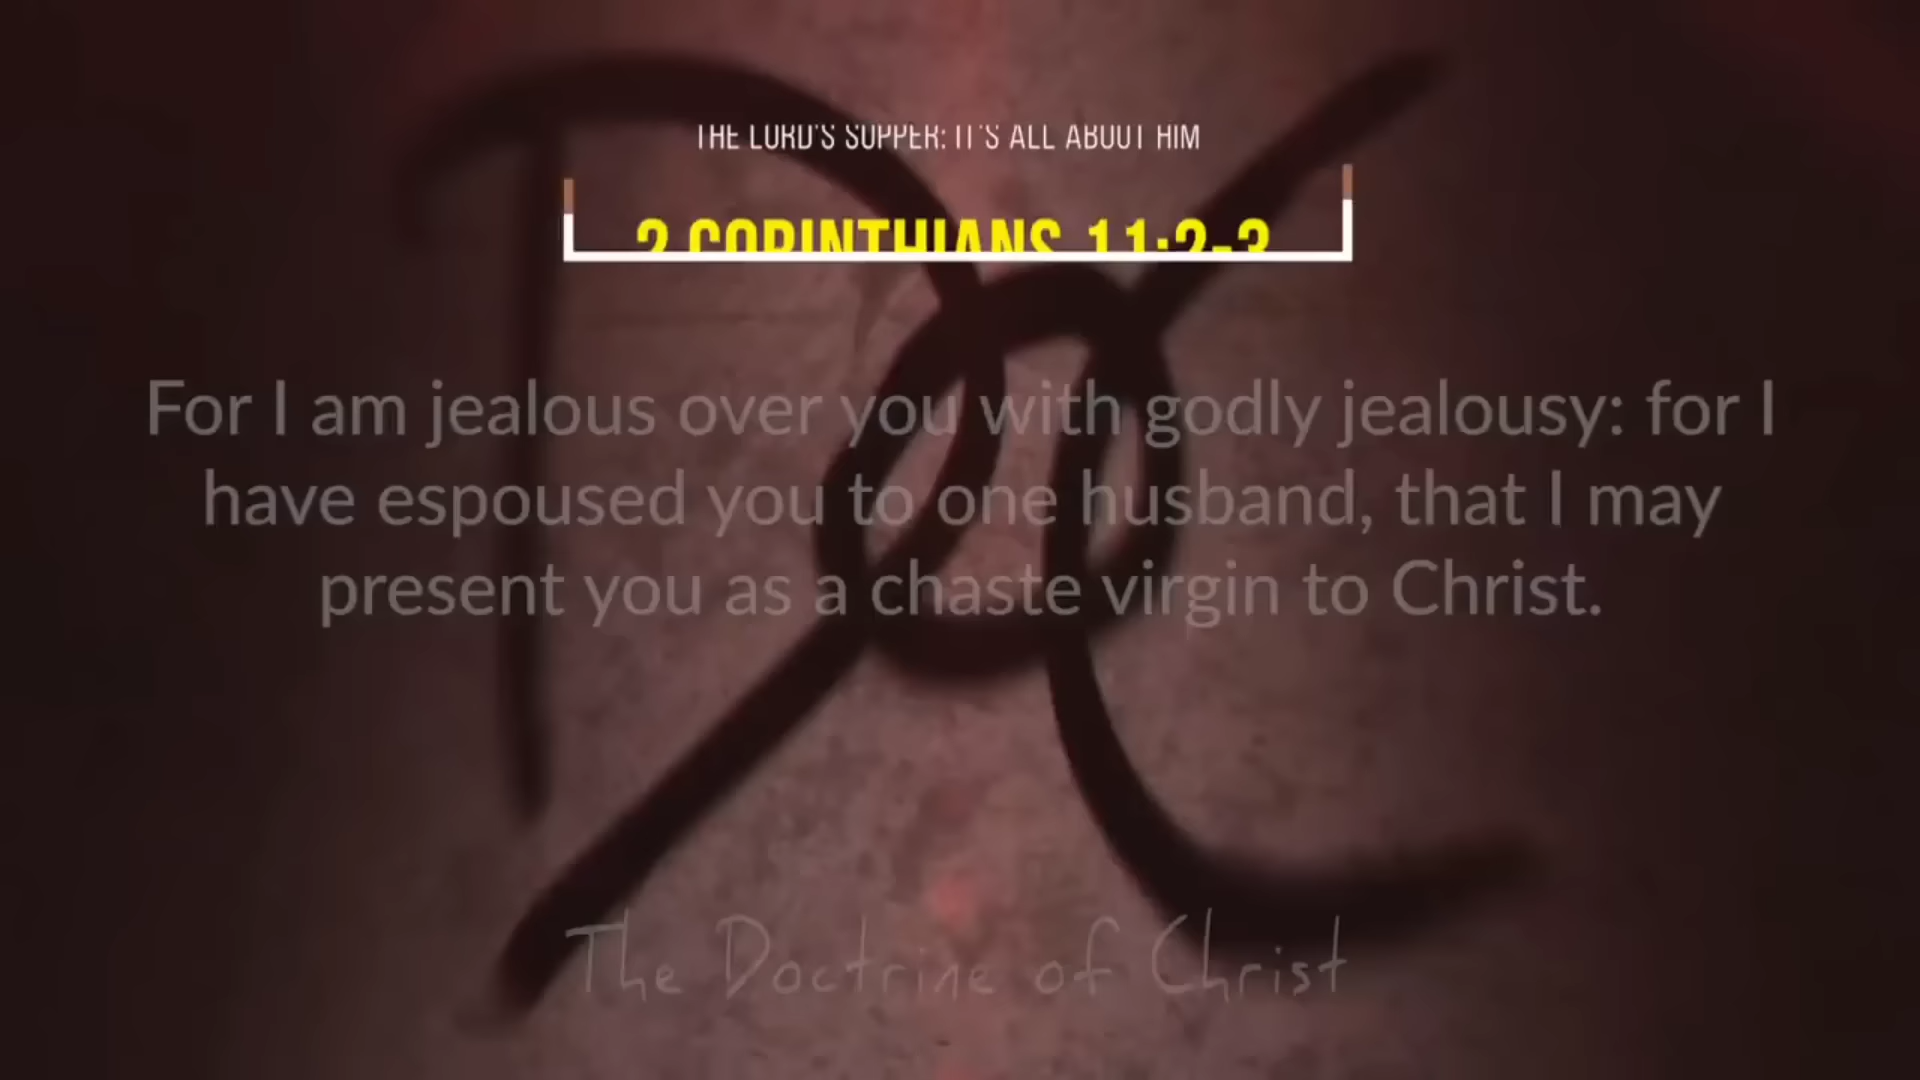 THE LORD'S SUPPER: IT'S ALL ABOUT HIM
2 CORINTHIANS 11:2-3
For I am jealous over you with godly jealousy: for I
have espoused you to one husband, that I may
present you as a chaste virgin to Christ.
The Doctrine of Christ